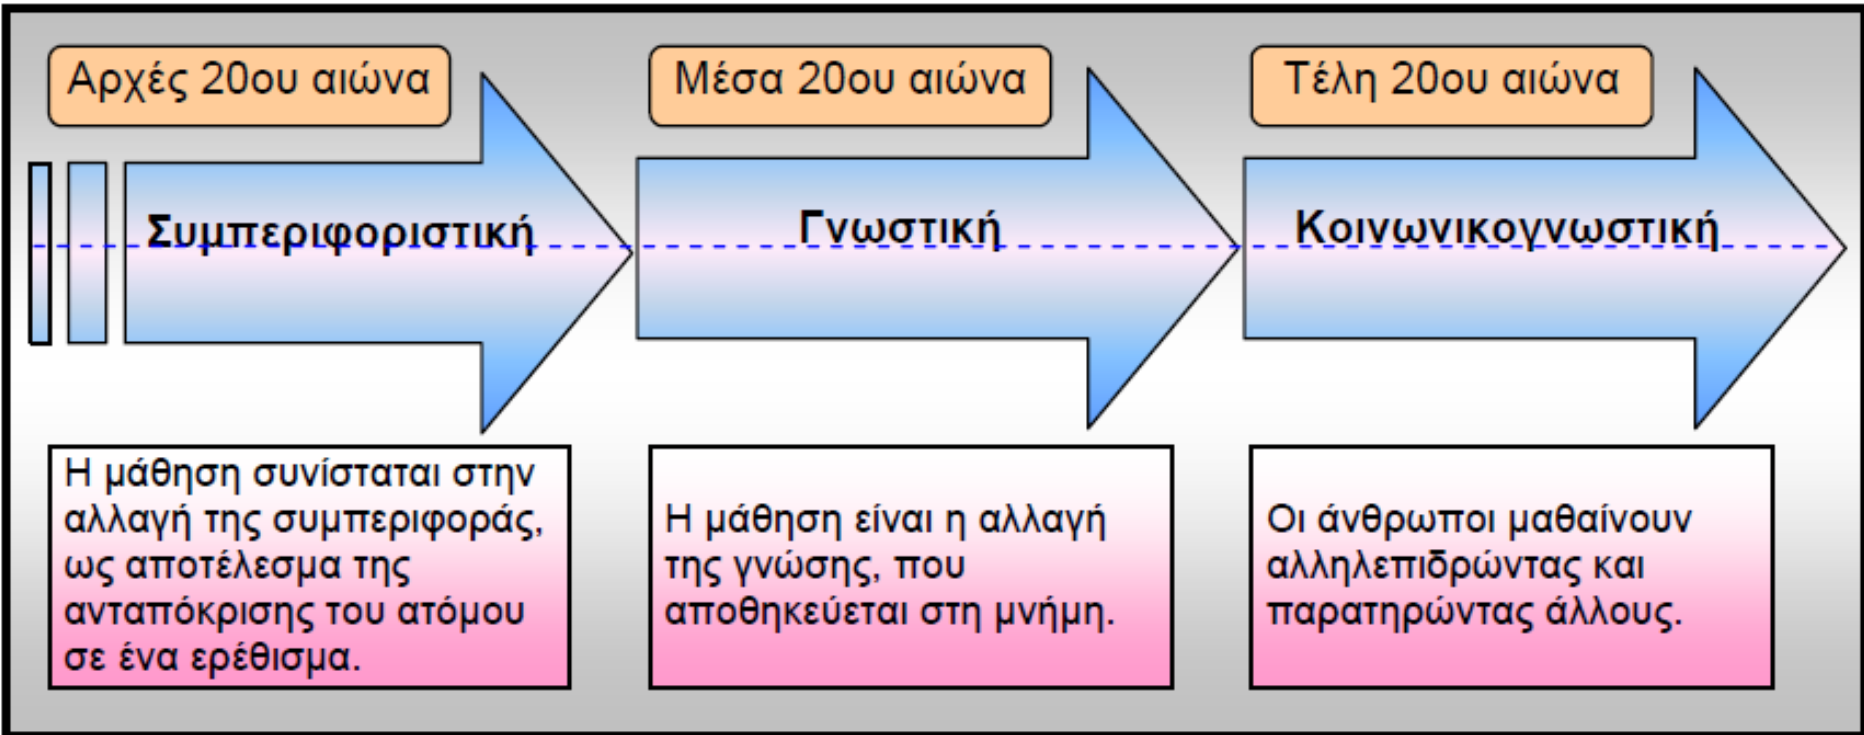 Αρχές 20ου αιώνα
Συμπεριφοριστική
Η μάθηση συνίσταται στην
αλλαγή της συμπεριφοράς,
ως αποτέλεσμα της
ανταπόκρισης του ατόμου
σε ένα ερέθισμα.
Μέσα 20ου αιώνα
Γνωστική
Η μάθηση είναι η αλλαγή
της γνώσης, που
αποθηκεύεται στη μνήμη.
Τέλη 20ου αιώνα
Κοινωνικογνωστική
Οι άνθρωποι μαθαίνουν
αλληλεπιδρώντας και
παρατηρώντας άλλους.